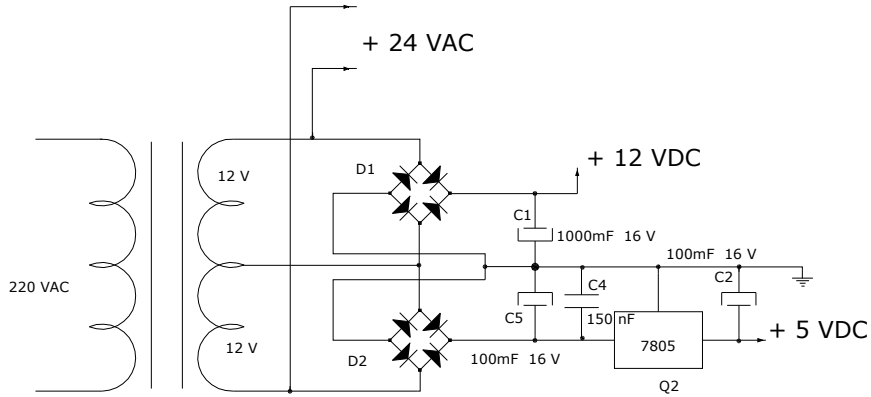 + 24 VAC
D1
+ 12 VDC
12 V
C1
1000mF 16 V
100mF 16 V
220 VAC
C4
C2
C5
150 nF
+ 5 VDC
12 V
D2
100mF 16 V
7805
Q2